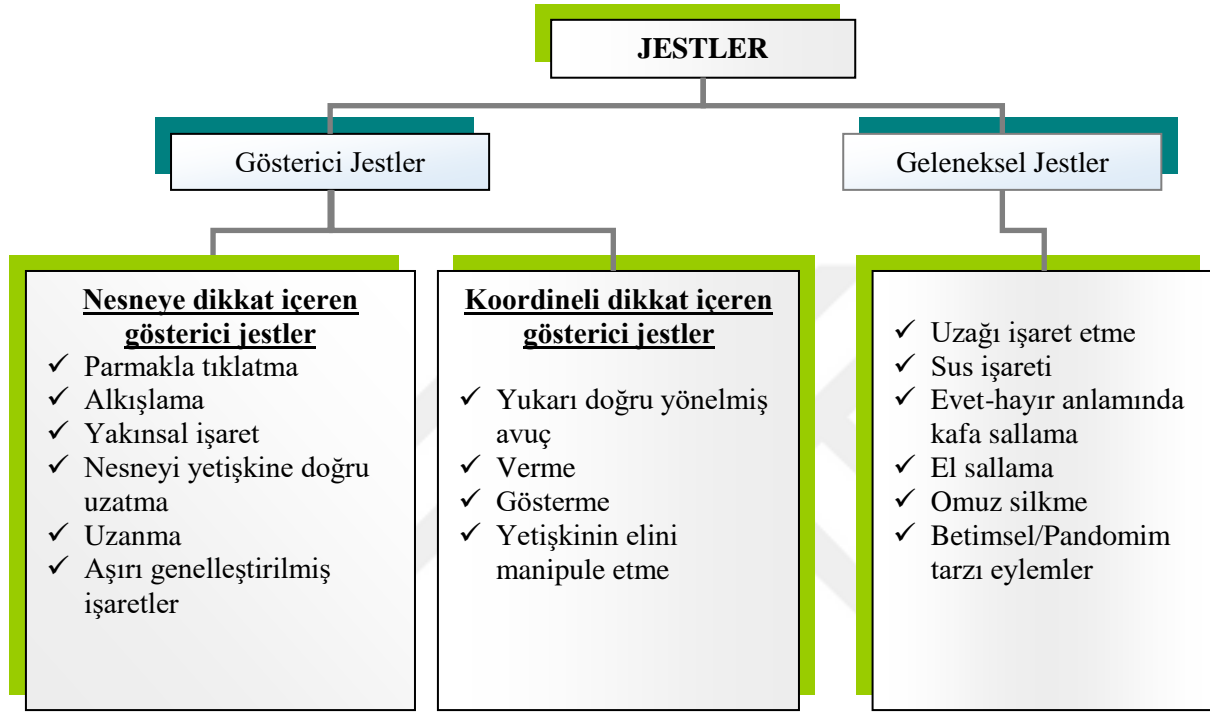 JESTLER
Gösterici Jestler
Geleneksel Jestler
Nesneye dikkat içeren
gösterici jestler
✓ Parmakla tıklatma
✓ Alkışlama
✓ Yakınsal işaret
✓ Nesneyi yetişkine doğru
uzatma
✓ Uzanma
✓ Aşırı genelleştirilmiş
işaretler
Koordineli dikkat içeren
gösterici jestler
✓ Yukarı doğru yönelmiş
avuç
✓ Verme
✓ Gösterme
✓ Yetişkinin elini
manipule etme
✓ Uzağı işaret etme
✓ Sus işareti
✓ Evet-hayır anlamında
kafa sallama
✓ El sallama
✓ Omuz silkme
✓ Betimsel/Pandomim
tarzı eylemler